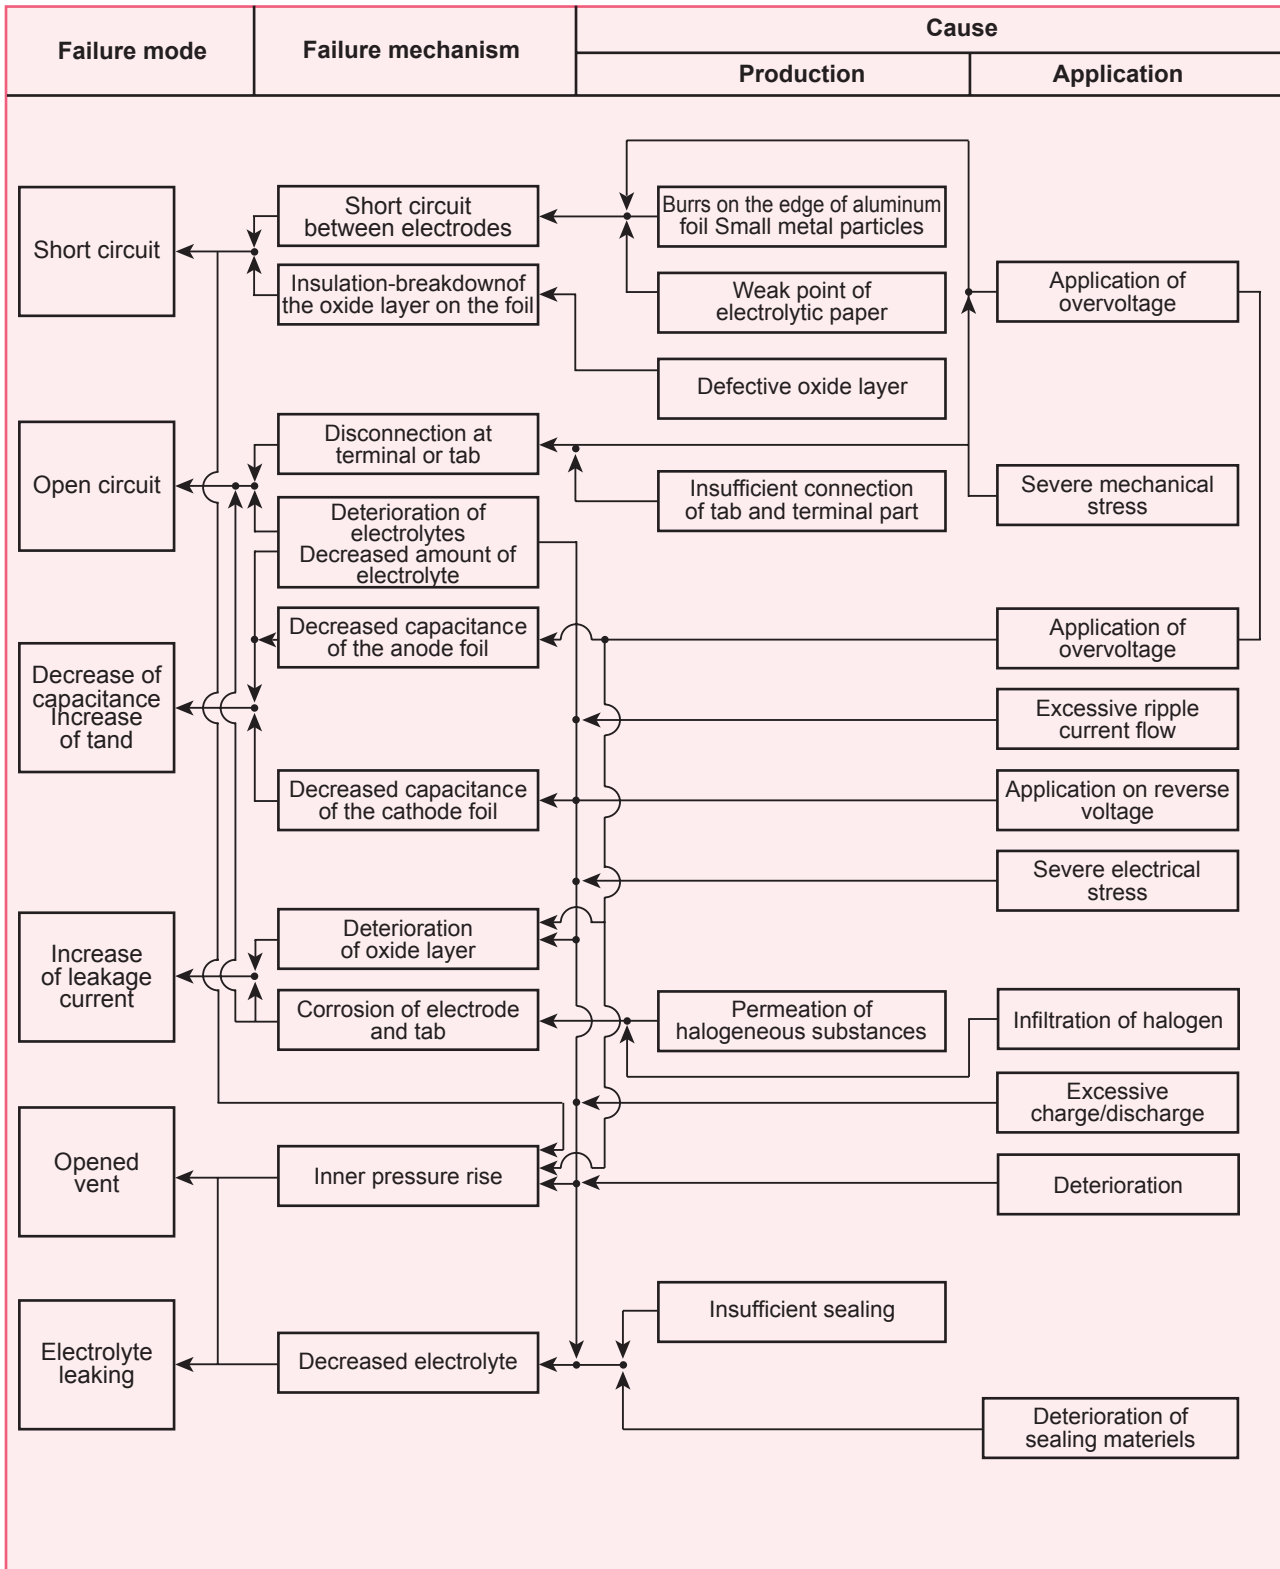 Failure mode
Failure mechanism
Cause
Production
Application
Short circuit
Short circuit
between electrodes
Burrs on the edge of aluminum
foil Small metal particles
Insulation-breakdownof
the oxide layer on the foil
Weak point of
electrolytic paper
Application of
overvoltage
Defective oxide layer
Open circuit
Disconnection at
terminal or tab
Insufficient connection
of tab and terminal part
Severe mechanical
stress
Deterioration of
electrolytes
Decreased amount of
electrolyte
Decreased capacitance
of the anode foil
Application of
overvoltage
Decrease of
capacitance
Increase
of tand
Excessive ripple
current flow
Decreased capacitance
of the cathode foil
Application on reverse
voltage
Severe electrical
stress
Increase
of leakage
current
Deterioration
of oxide layer
Corrosion of electrode
and tab
Permeation of
halogeneous substances
Infiltration of halogen
Excessive
charge/discharge
Opened
vent
Inner pressure rise
Deterioration
Insufficient sealing
Electrolyte
leaking
Decreased electrolyte
Deterioration of
sealing materiels